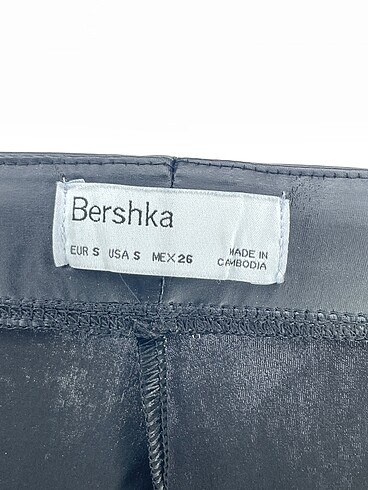 Bershka
EUR S USA S MEX 26 MADE IN
CAMBODIA